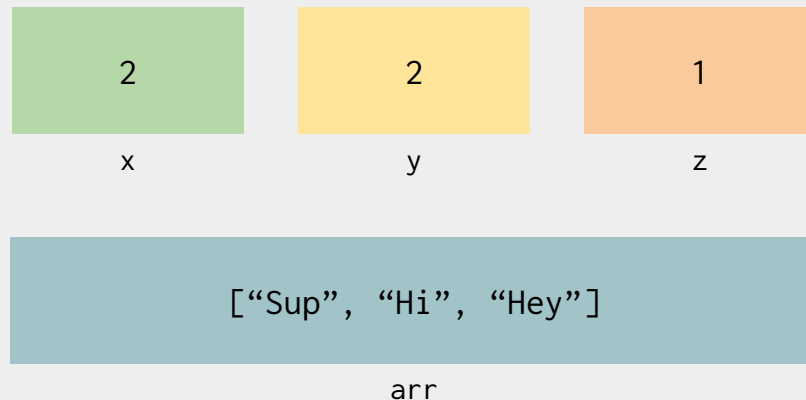 2 2 1
x y z
[“Sup”, “Hi”, “Hey”]
arr